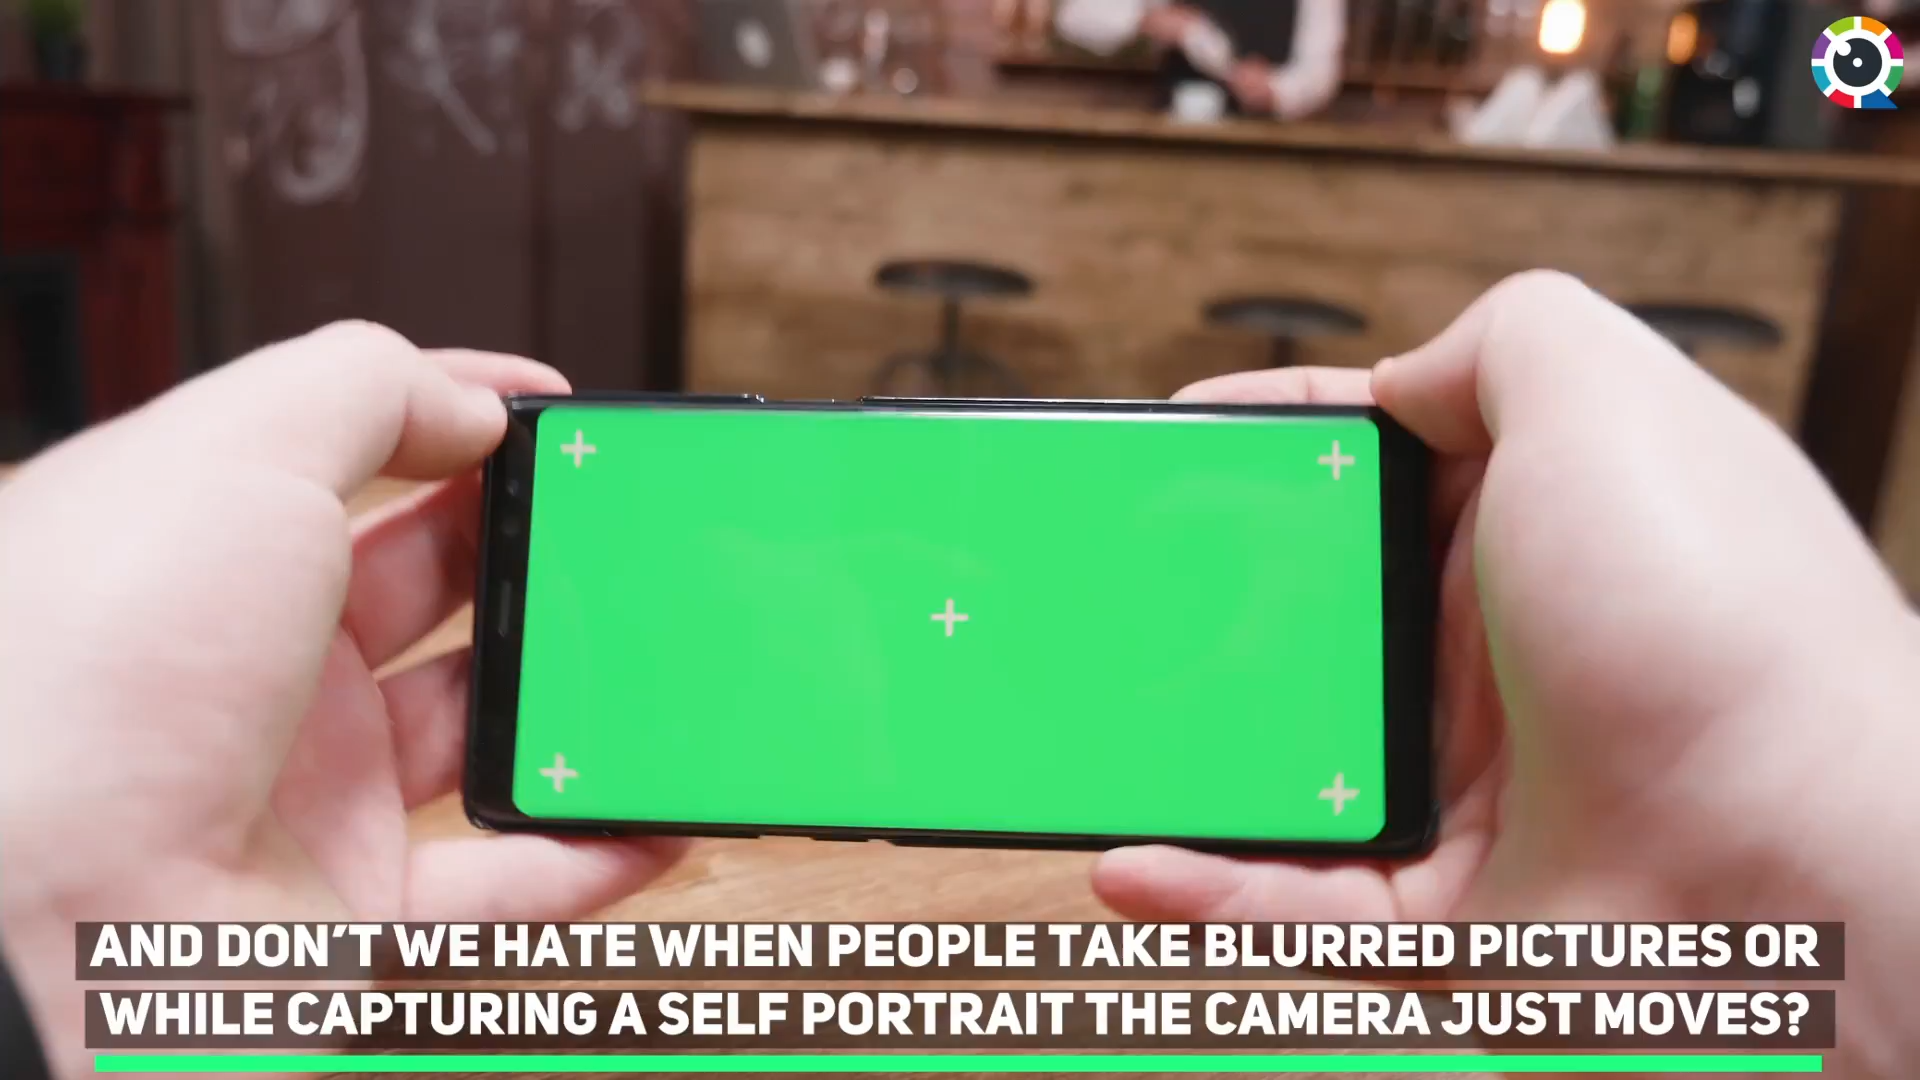 AND DON'T WE HATE WHEN PEOPLE TAKE BLURRED PICTURES OR
WHILE CAPTURING A SELF PORTRAIT THE CAMERA JUST MOVES?